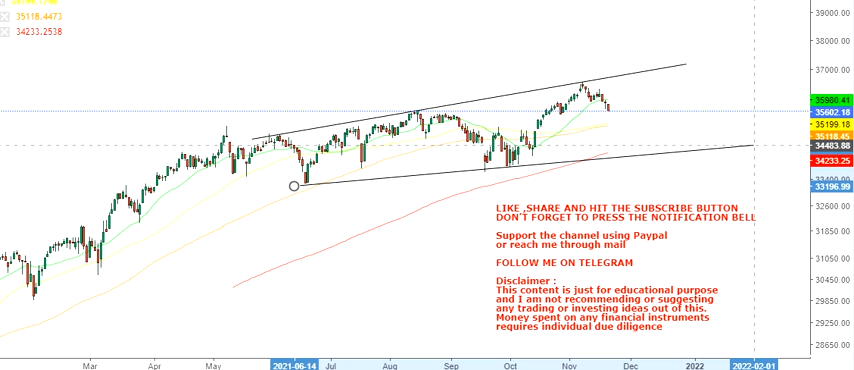 35118.4473
34233.2538
39000.00
38000.00
37000.00
35980.41
35602.18
35199.18
35118.45
34483.88
34233.25
33400.00
33196.99
32600.00
31850.00
31050.00
30450.00
29850.00
29250.00
28650.00
LIKE ,SHARE AND HIT THE SUBSCRIBE BUTTON
DON'T FORGET TO PRESS THE NOTIFICATION BELL
Support the channel using Paypal
or reach me through mail
FOLLOW ME ON TELEGRAM
Disclaimer :
This content is just for educational purpose
and I am not recommending or suggesting
any trading or investing ideas out of this.
Money spent on any financial instruments
requires individual due diligence
Mar Apr May 2021-06-14 Jul Aug Sep Oct Nov Dec 2022 2022-02-01